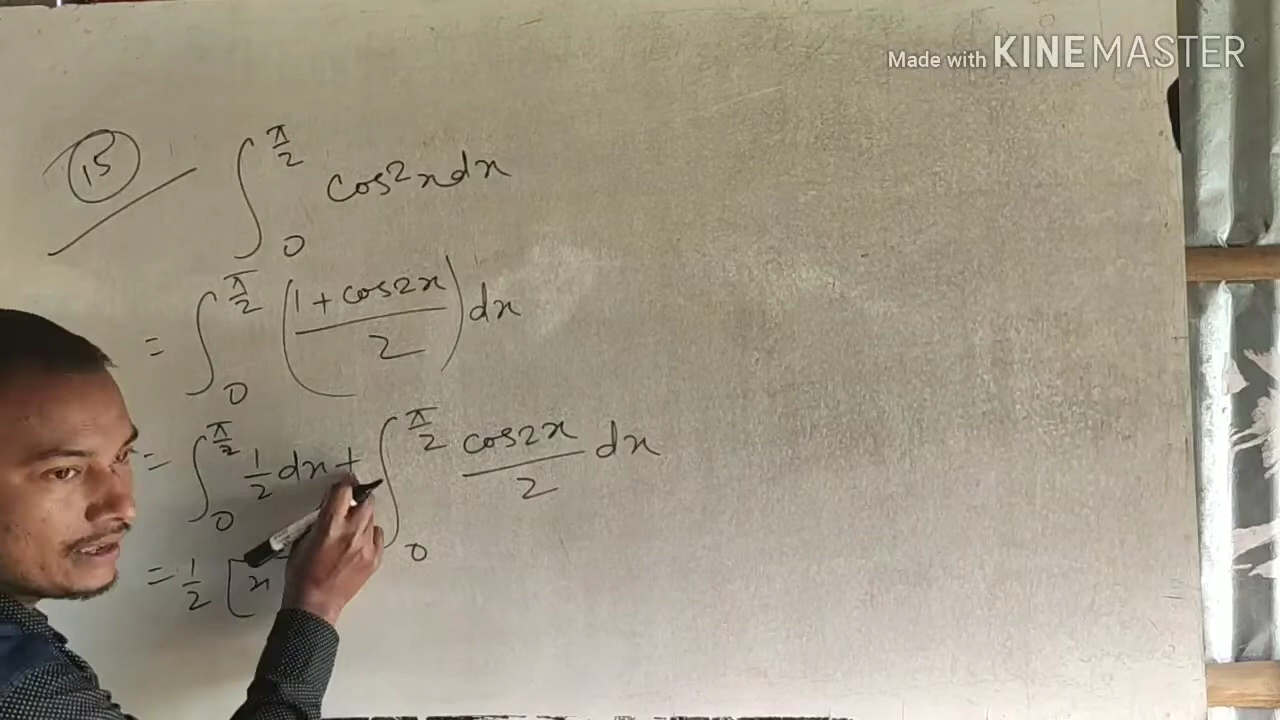 Made with KINEMASTER
15
∫₀^{π/2} cos²x dx
= ∫₀^{π/2} (1 + cos2x / 2) dx
= ∫₀^{π/2} 1/2 dx + ∫₀^{π/2} cos2x / 2 dx
= 1/2 [x